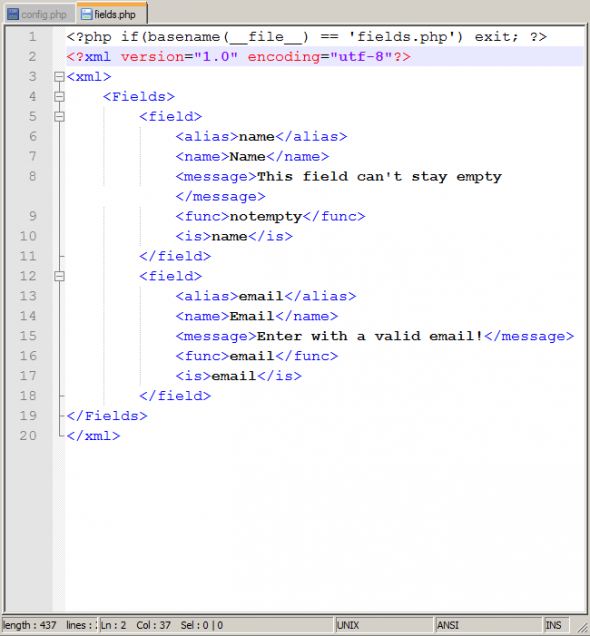 config.php fields.php
1 <?php if(basename(__file__) == 'fields.php') exit; ?>
2 <?xml version="1.0" encoding="utf-8"?>
3 <xml>
4 <Fields>
5 <field>
6 <alias>name</alias>
7 <name>Name</name>
8 <message>This field can't stay empty
</message>
9 <func>notempty</func>
10 <is>name</is>
11 </field>
12 <field>
13 <alias>email</alias>
14 <name>Email</name>
15 <message>Enter with a valid email!</message>
16 <func>email</func>
17 <is>email</is>
18 </field>
19 </Fields>
20 </xml>
length : 437 lines : Ln : 2 Col : 37 Sel : 0 | 0 UNIX ANSI INS